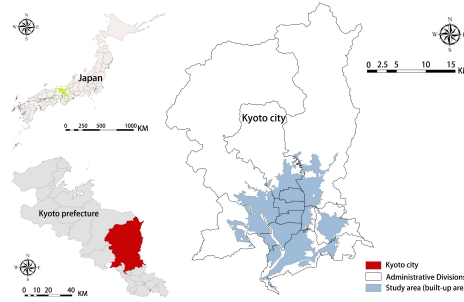 N
W E
S
Japan
0 250 500 1000 KM
Kyoto prefecture
N
W E
S
0 10 20 40 KM
N
W E
S
0 2.5 5 10 15 Ki
Kyoto city
Kyoto city
Administrative Divisions
Study area (built-up are